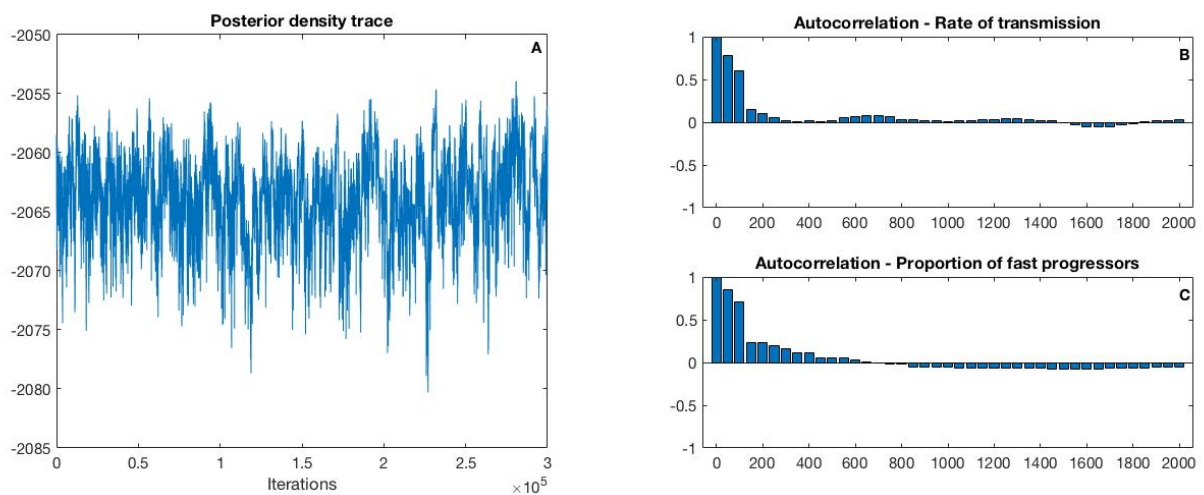 Posterior density trace
A
-2050
-2055
-2060
-2065
-2070
-2075
-2080
-2085
0 0.5 1 1.5 2 2.5 3
Iterations
×10⁵
Autocorrelation - Rate of transmission
B
1
0.5
0
-0.5
-1
0 200 400 600 800 1000 1200 1400 1600 1800 2000
Autocorrelation - Proportion of fast progressors
C
1
0.5
0
-0.5
-1
0 200 400 600 800 1000 1200 1400 1600 1800 2000